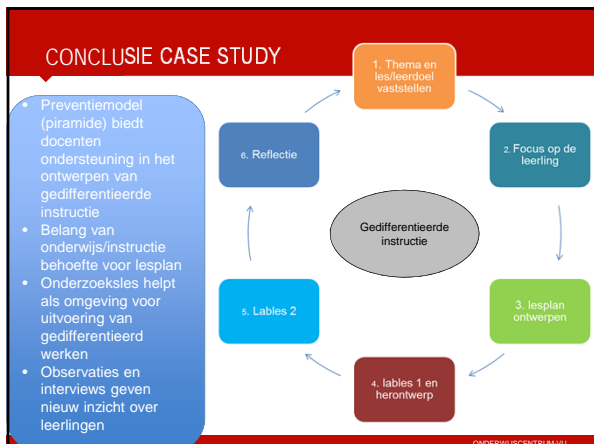 CONCLUSIE CASE STUDY
• Preventiemodel
(piramide) biedt
docenten
ondersteuning in het
ontwerpen van
gedifferentieerde
instructie
• Belang van
onderwijs/instructie
behoefte voor lesplan
• Onderzoeksles helpt
als omgeving voor
uitvoering van
gedifferentieerd
werken
• Observaties en
interviews geven
nieuw inzicht over
leerlingen
1. Thema en
les/leerdoel
vaststellen
2. Focus op de
leerling
3. lesplan
ontwerpen
4. lables 1 en
herontwerp
5. Lables 2
6. Reflectie
Gedifferentieerde
instructie
ONDERWIJSCENTRUM-VU